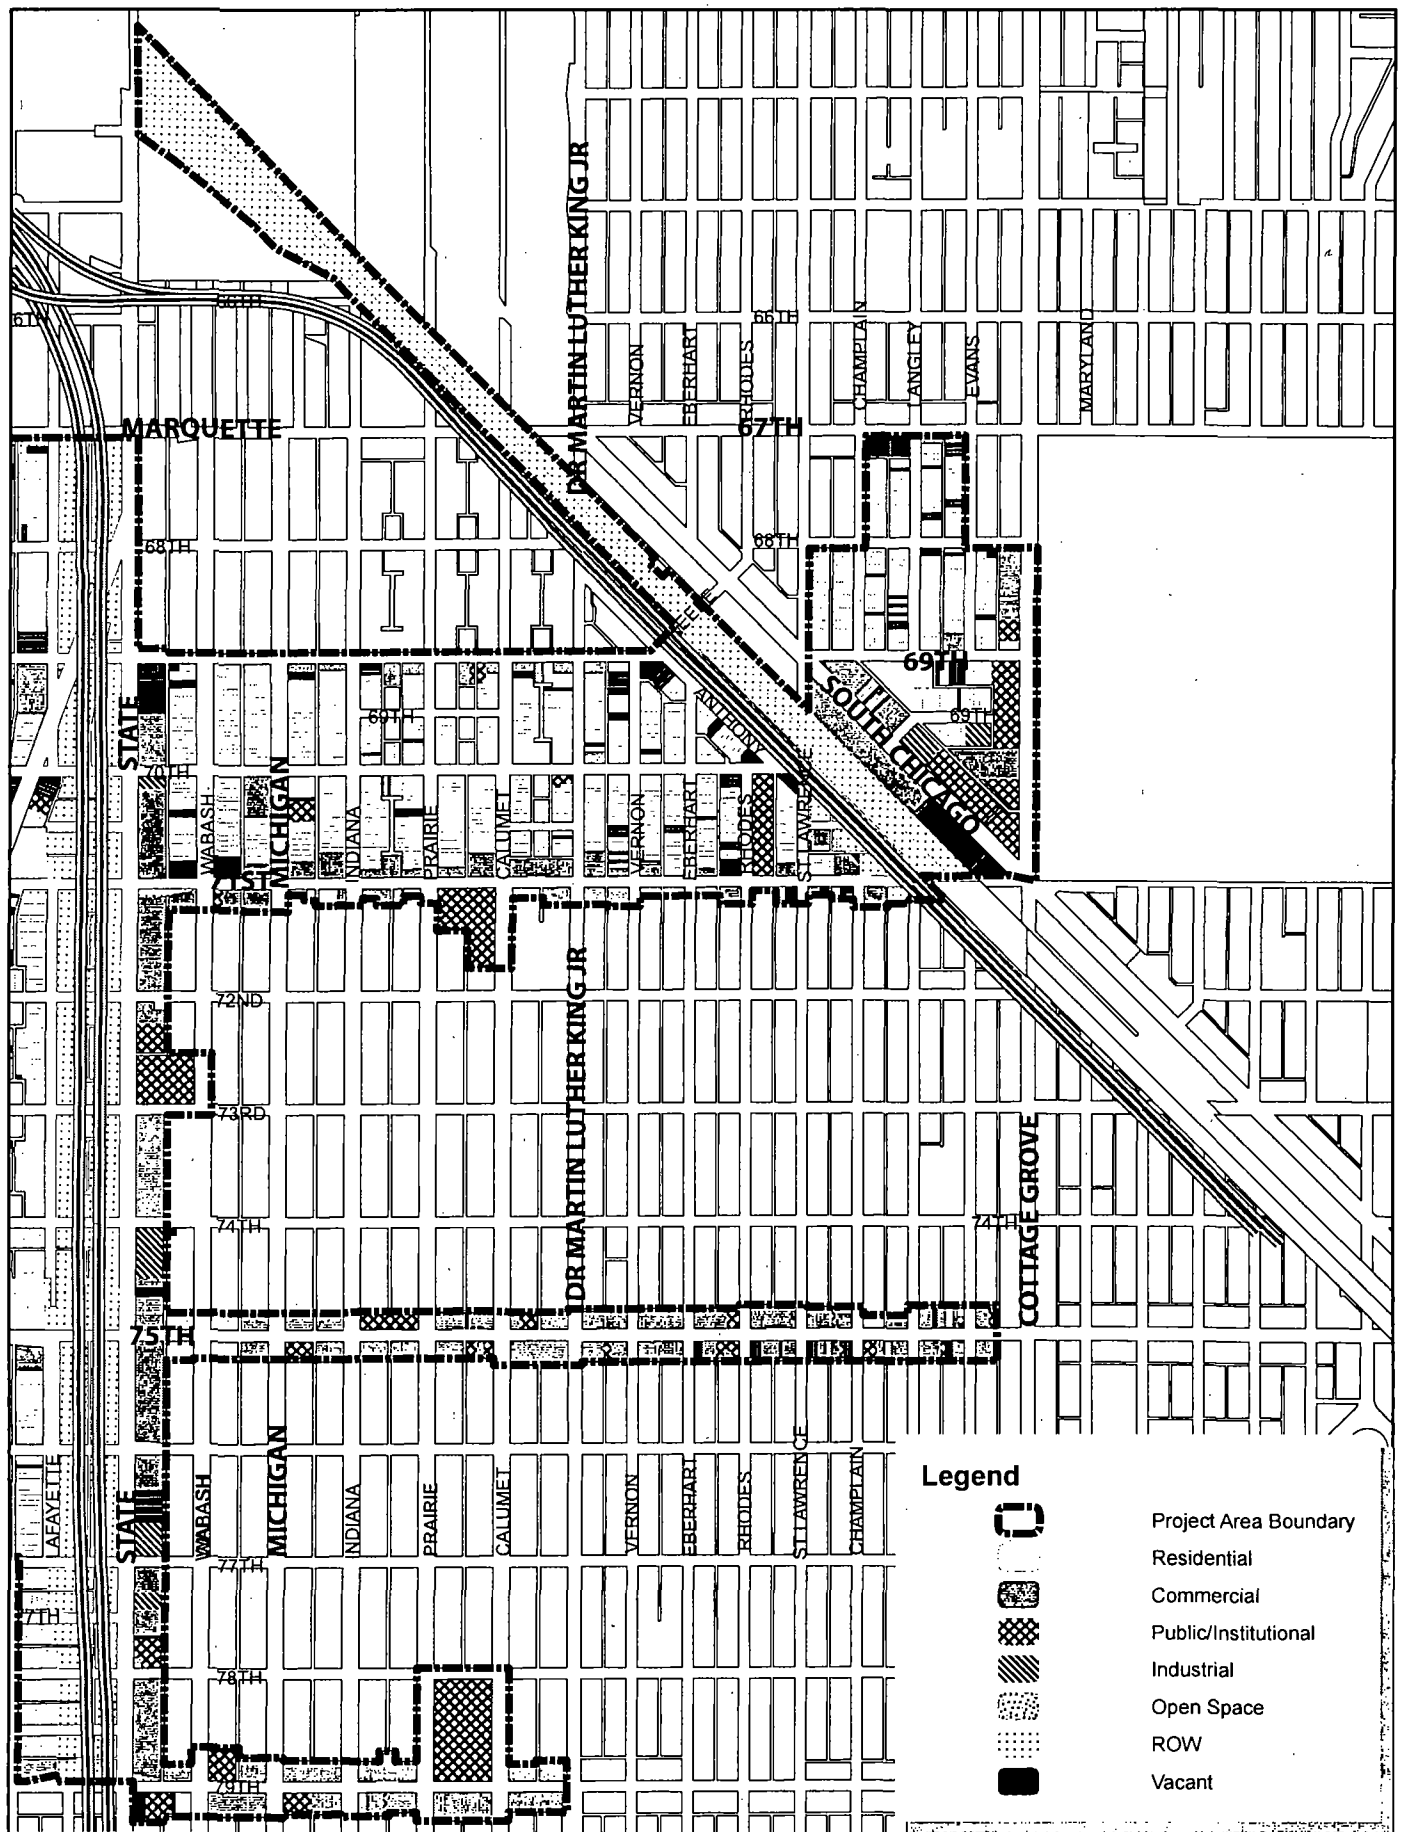 DR MARTIN LUTHER KING JR
66TH
66TH
VERNON
EBERHART
RHODES
CHAMPLAIN
LANGLEY
EVANS
MARYLAND
MARQUETTE
67TH
68TH
68TH
69TH
STATE
69TH
ANTHONY
SOUTH CHICAGO
69TH
70TH
WABASH
MICHIGAN
INDIANA
PRAIRIE
CALUMET
VERNON
EBERHART
RHODES
ST LAWRENCE
71ST
DR MARTIN LUTHER KING JR
72ND
73RD
74TH
74TH
COTTAGE GROVE
75TH
LAFAYETTE
STATE
WABASH
MICHIGAN
INDIANA
PRAIRIE
CALUMET
VERNON
EBERHART
RHODES
ST LAWRENCE
CHAMPLAIN
77TH
7TH
78TH
79TH
Legend
Project Area Boundary
Residential
Commercial
Public/Institutional
Industrial
Open Space
ROW
Vacant